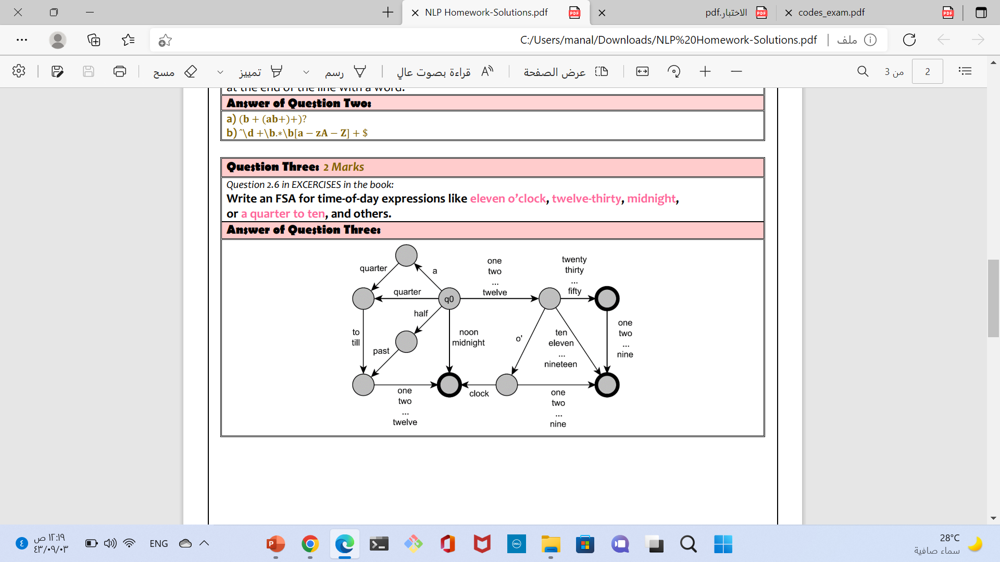 NLP Homework-Solutions.pdf
الاختبار.pdf
codes_exam.pdf
C:/Users/manal/Downloads/NLP%20Homework-Solutions.pdf
ملف
مسح
تمييز
رسم
قراءة بصوت عالٍ
عرض الصفحة
من 3
2
at the end of the line with a word.
Answer of Question Two:
a) (b + (ab+)+)?
b) ^\d +\b.*\b[a − zA − Z] + $
Question Three: 2 Marks
Question 2.6 in EXCERCISES in the book:
Write an FSA for time-of-day expressions like eleven o’clock, twelve-thirty, midnight,
or a quarter to ten, and others.
Answer of Question Three:
quarter
a
one
two
...
twelve
twenty
thirty
...
fifty
quarter
q0
half
to
till
past
noon
midnight
o'
ten
eleven
...
nineteen
one
two
...
nine
one
two
...
twelve
clock
one
two
...
nine
٤
١٢:١٩ ص
٤٣/٠٩/٠٣
ENG
DELL
28°C
سماء صافية